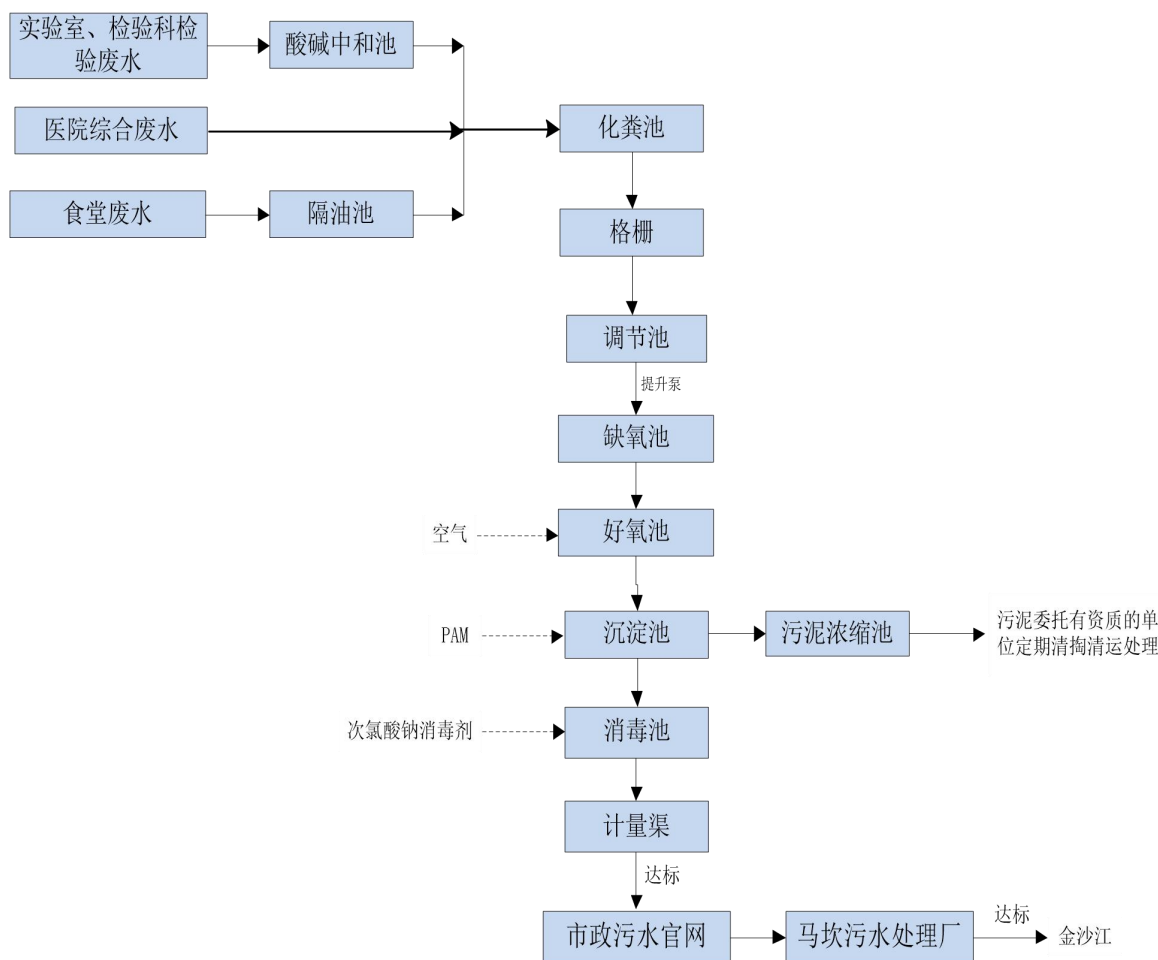 实验室、检验科检
验废水
酸碱中和池
医院综合废水
化粪池
食堂废水
隔油池
格栅
调节池
提升泵
缺氧池
空气
好氧池
PAM
沉淀池
污泥浓缩池
污泥委托有资质的单
位定期清掏清运处理
次氯酸钠消毒剂
消毒池
计量渠
达标
市政污水官网
马坎污水处理厂
达标
金沙江